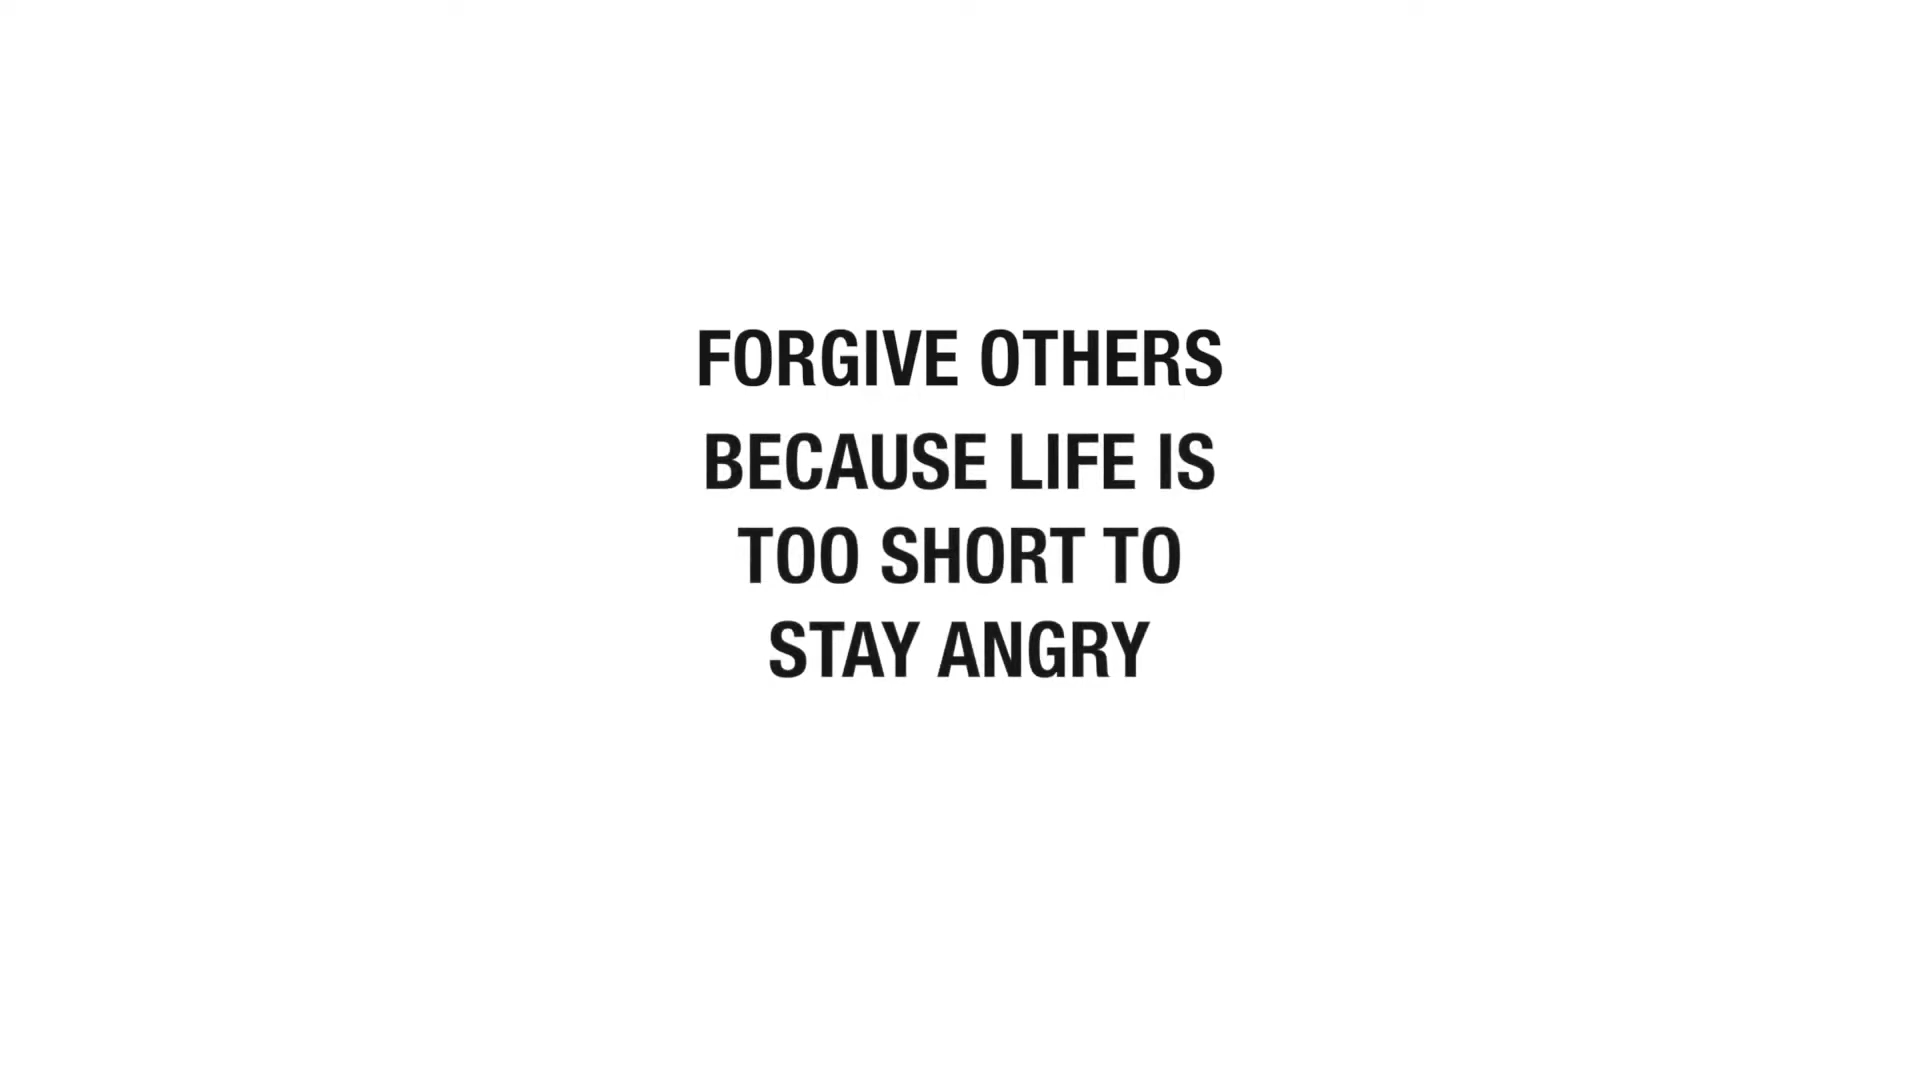 FORGIVE OTHERS
BECAUSE LIFE IS
TOO SHORT TO
STAY ANGRY